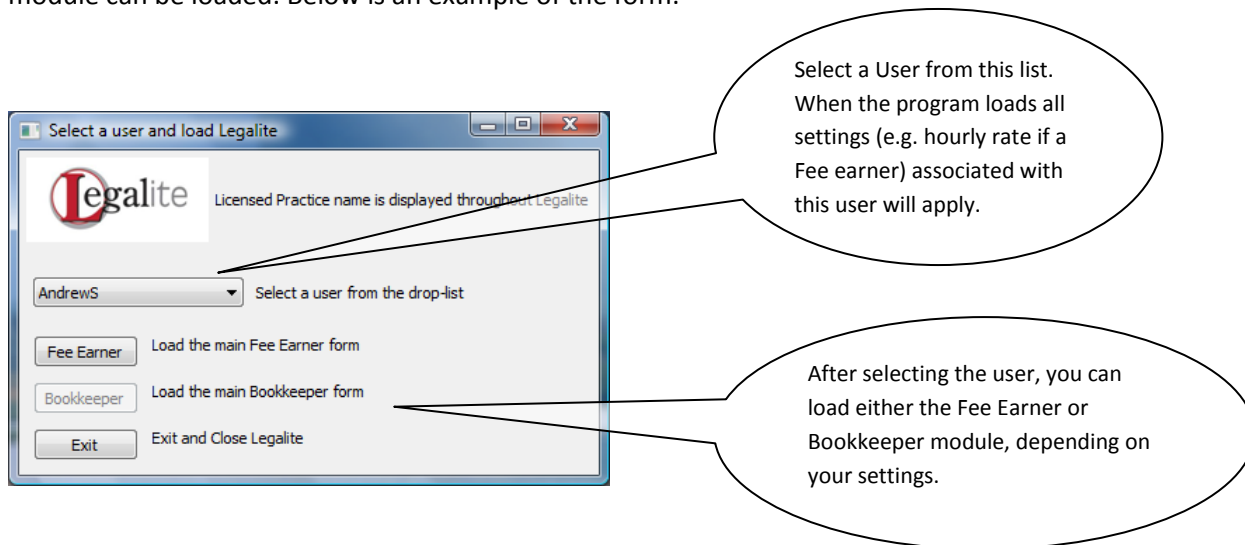 module can be loaded. Below is an example of the form.
Select a User from this list.
When the program loads all
settings (e.g. hourly rate if a
Fee earner) associated with
this user will apply.
Select a user and load Legalite
Legalite
Licensed Practice name is displayed throughout Legalite
AndrewS
Select a user from the drop-list
Fee Earner
Load the main Fee Earner form
Bookkeeper
Load the main Bookkeeper form
Exit
Exit and Close Legalite
After selecting the user, you can
load either the Fee Earner or
Bookkeeper module, depending on
your settings.